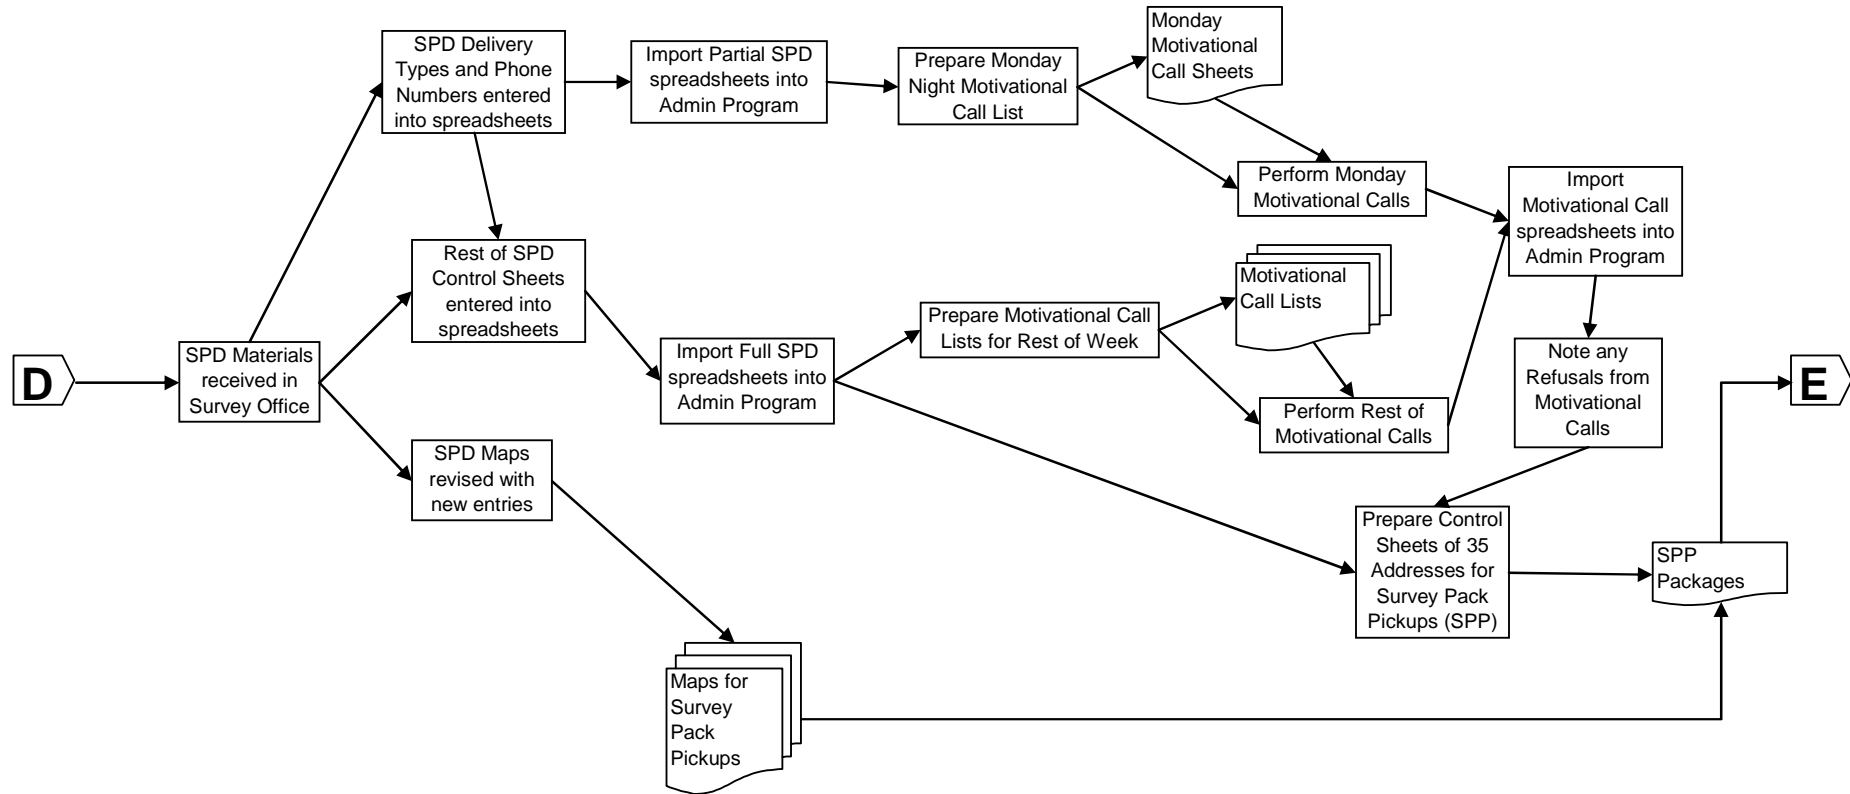 SPD Delivery
Types and Phone
Numbers entered
into spreadsheets
Import Partial SPD
spreadsheets into
Admin Program
Prepare Monday
Night Motivational
Call List
Monday
Motivational
Call Sheets
Perform Monday
Motivational Calls
Import
Motivational Call
spreadsheets into
Admin Program
Rest of SPD
Control Sheets
entered into
spreadsheets
Motivational
Call Lists
Prepare Motivational Call
Lists for Rest of Week
D
SPD Materials
received in
Survey Office
Import Full SPD
spreadsheets into
Admin Program
Note any
Refusals from
Motivational
Calls
E
Perform Rest of
Motivational Calls
SPD Maps
revised with
new entries
Prepare Control
Sheets of 35
Addresses for
Survey Pack
Pickups (SPP)
SPP
Packages
Maps for
Survey
Pack
Pickups